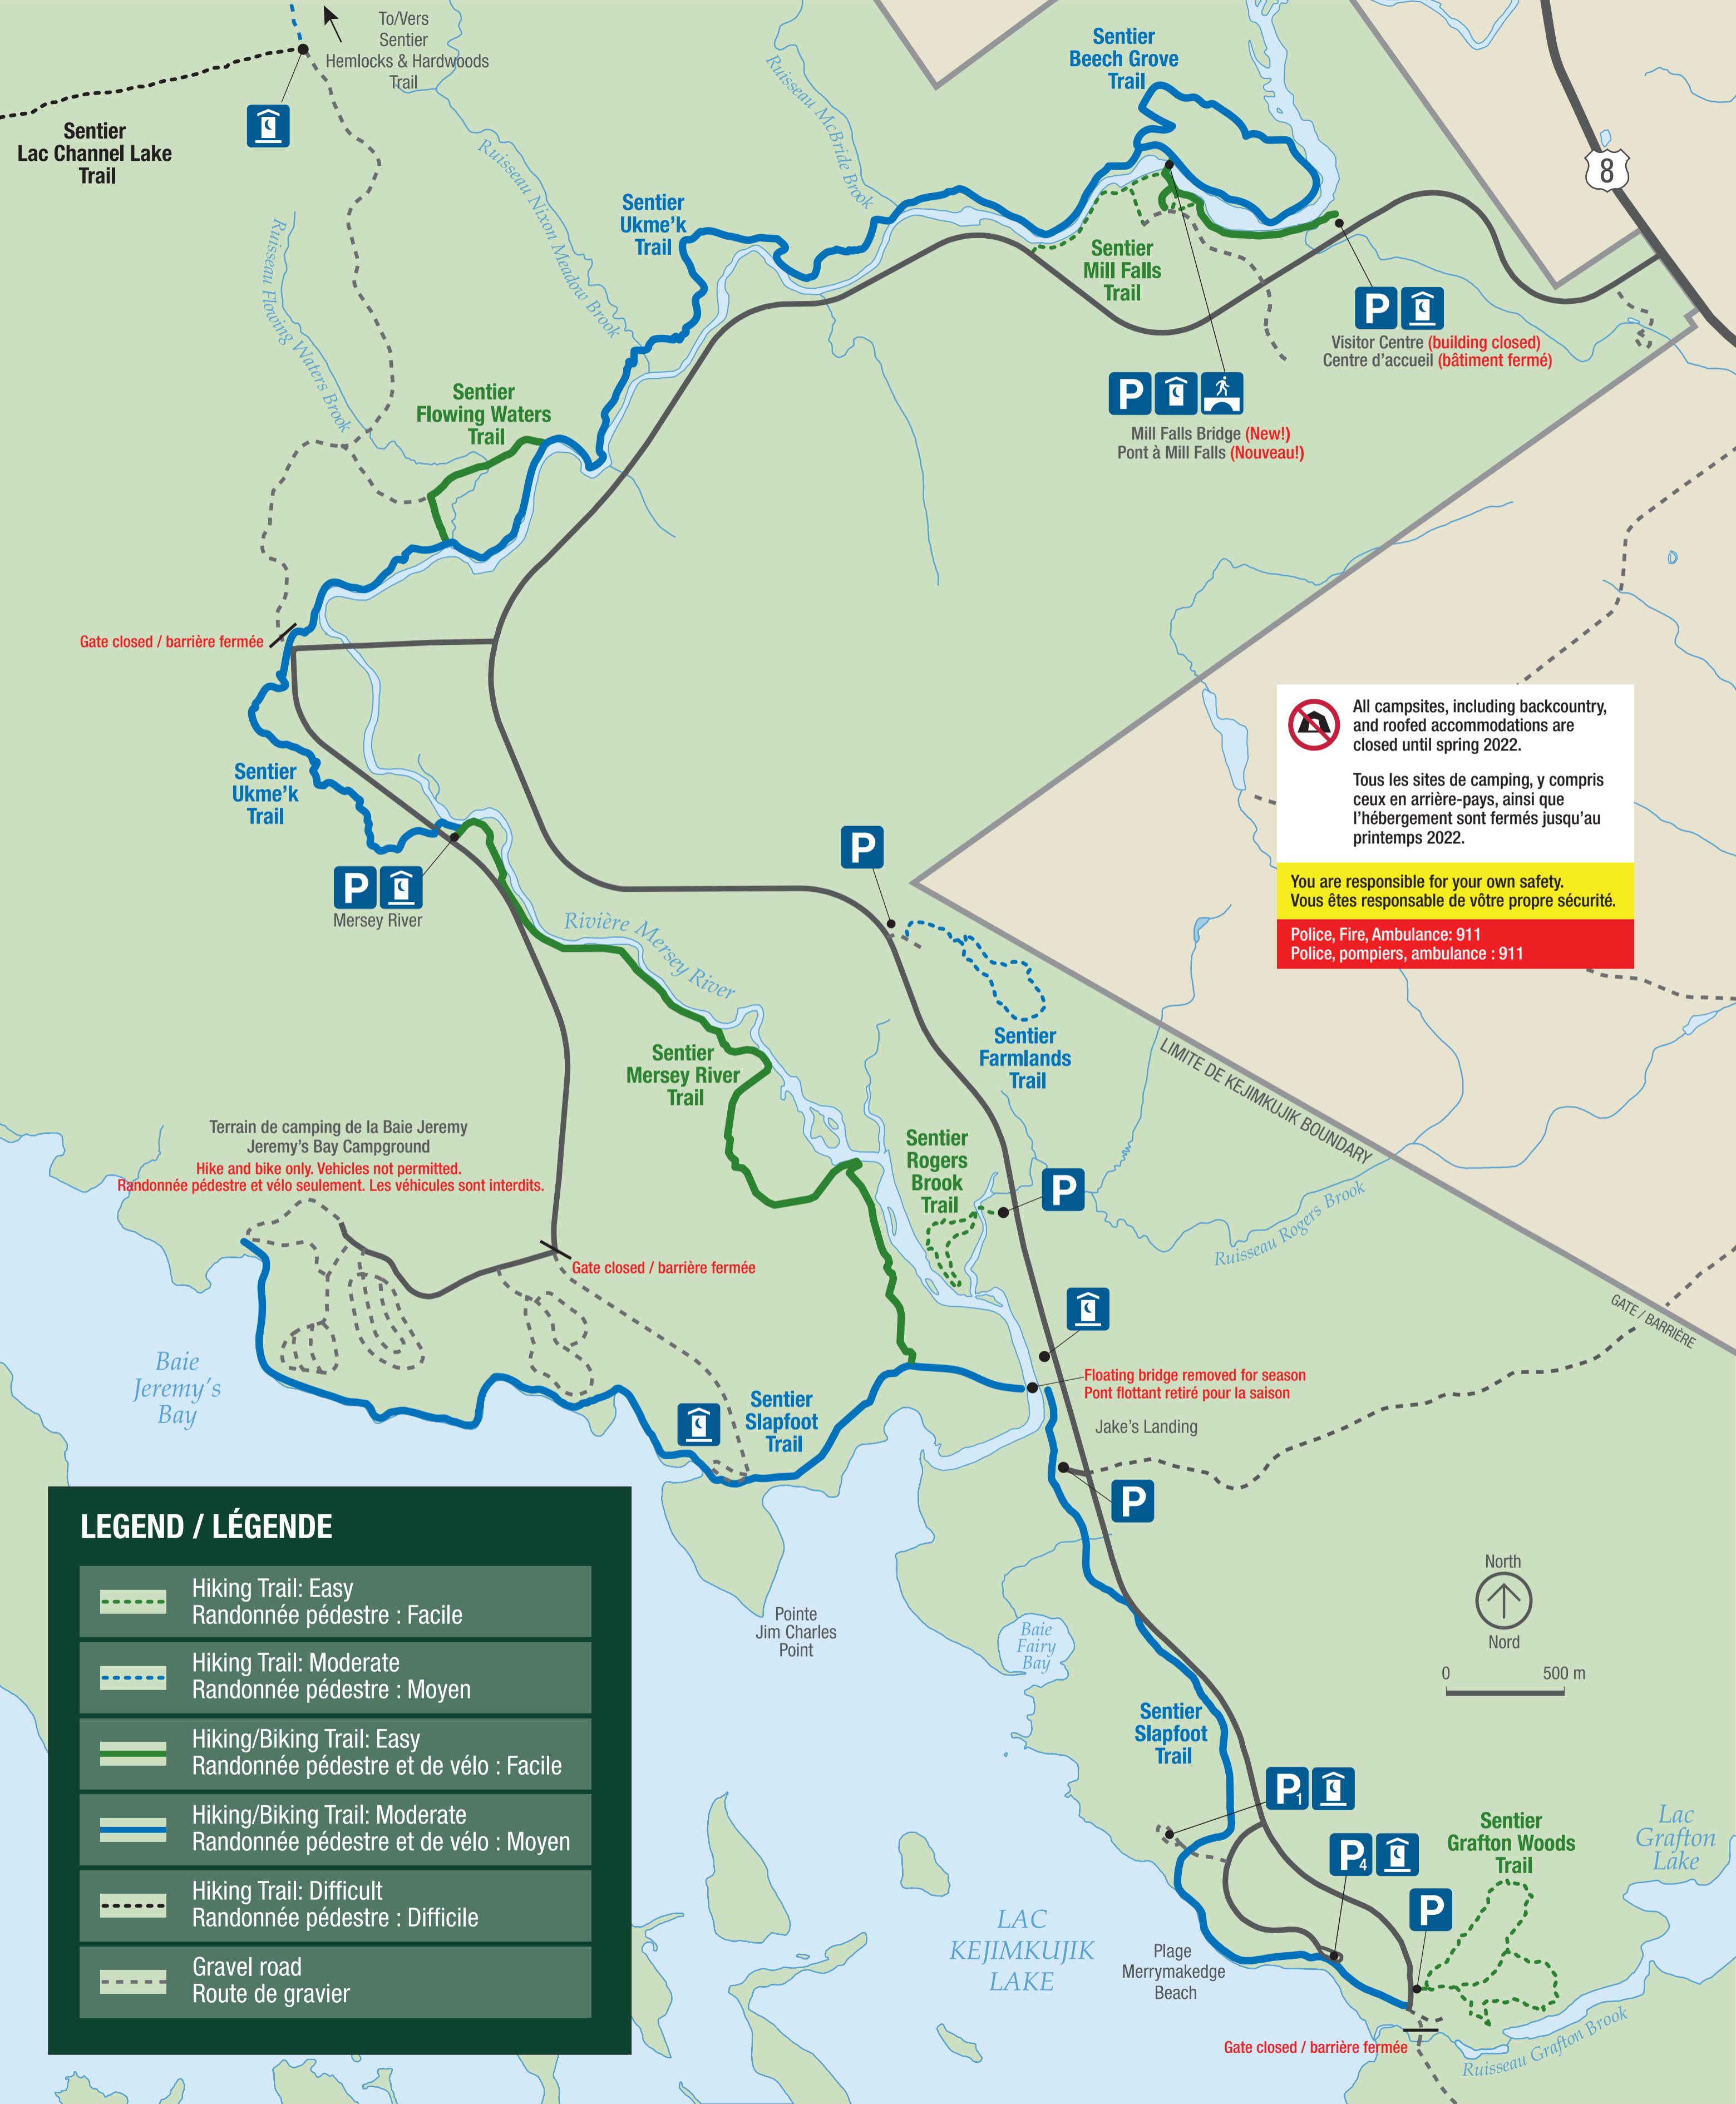 To/Vers
Sentier
Hemlocks & Hardwoods
Trail
Sentier
Lac Channel Lake
Trail
Ruisseau Flowing Waters Brook
Ruisseau Nixon Meadow Brook
Ruisseau McBride Brook
Sentier
Beech Grove
Trail
8
Sentier
Ukme'k
Trail
Sentier
Mill Falls
Trail
P
Visitor Centre (building closed)
Centre d'accueil (bâtiment fermé)
P
Mill Falls Bridge (New!)
Pont à Mill Falls (Nouveau!)
Sentier
Flowing Waters
Trail
Gate closed / barrière fermée
Sentier
Ukme'k
Trail
P
Mersey River
All campsites, including backcountry,
and roofed accommodations are
closed until spring 2022.
Tous les sites de camping, y compris
ceux en arrière-pays, ainsi que
l'hébergement sont fermés jusqu'au
printemps 2022.
You are responsible for your own safety.
Vous êtes responsable de vôtre propre sécurité.
Police, Fire, Ambulance: 911
Police, pompiers, ambulance : 911
P
Rivière Mersey River
Sentier
Farmlands
Trail
LIMITE DE KEJIMKUJIK BOUNDARY
Sentier
Mersey River
Trail
Terrain de camping de la Baie Jeremy
Jeremy's Bay Campground
Hike and bike only. Vehicles not permitted.
Randonnée pédestre et vélo seulement. Les véhicules sont interdits.
Sentier
Rogers
Brook
Trail
P
Ruisseau Rogers Brook
Gate closed / barrière fermée
GATE / BARRIÈRE
Baie
Jeremy's
Bay
Floating bridge removed for season
Pont flottant retiré pour la saison
Jake's Landing
Sentier
Slapfoot
Trail
P
Pointe
Jim Charles
Point
Baie
Fairy
Bay
North
Nord
0 500 m
Sentier
Slapfoot
Trail
P1
P4
P
Sentier
Grafton Woods
Trail
Lac
Grafton
Lake
LAC
KEJIMKUJIK
LAKE
Plage
Merrymakedge
Beach
Gate closed / barrière fermée
Ruisseau Grafton Brook
LEGEND / LÉGENDE
Hiking Trail: Easy
Randonnée pédestre : Facile
Hiking Trail: Moderate
Randonnée pédestre : Moyen
Hiking/Biking Trail: Easy
Randonnée pédestre et de vélo : Facile
Hiking/Biking Trail: Moderate
Randonnée pédestre et de vélo : Moyen
Hiking Trail: Difficult
Randonnée pédestre : Difficile
Gravel road
Route de gravier